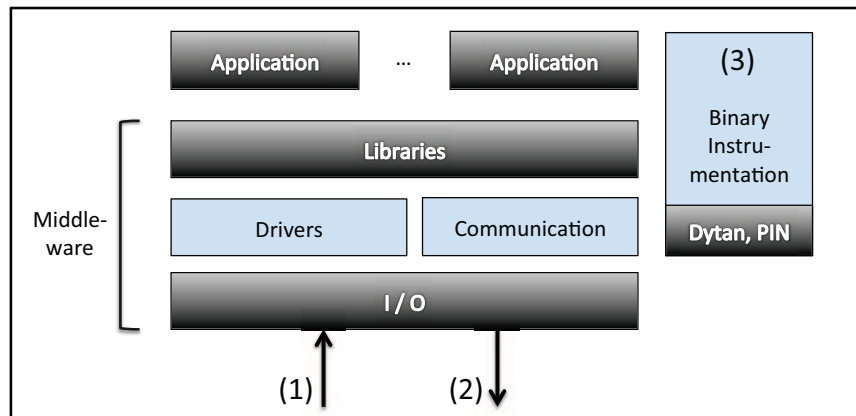 Application
...
Application
(3)
Binary
Instru-
mentation
Dytan, PIN
Middle-
ware
Libraries
Drivers
Communication
I / O
(1)
(2)